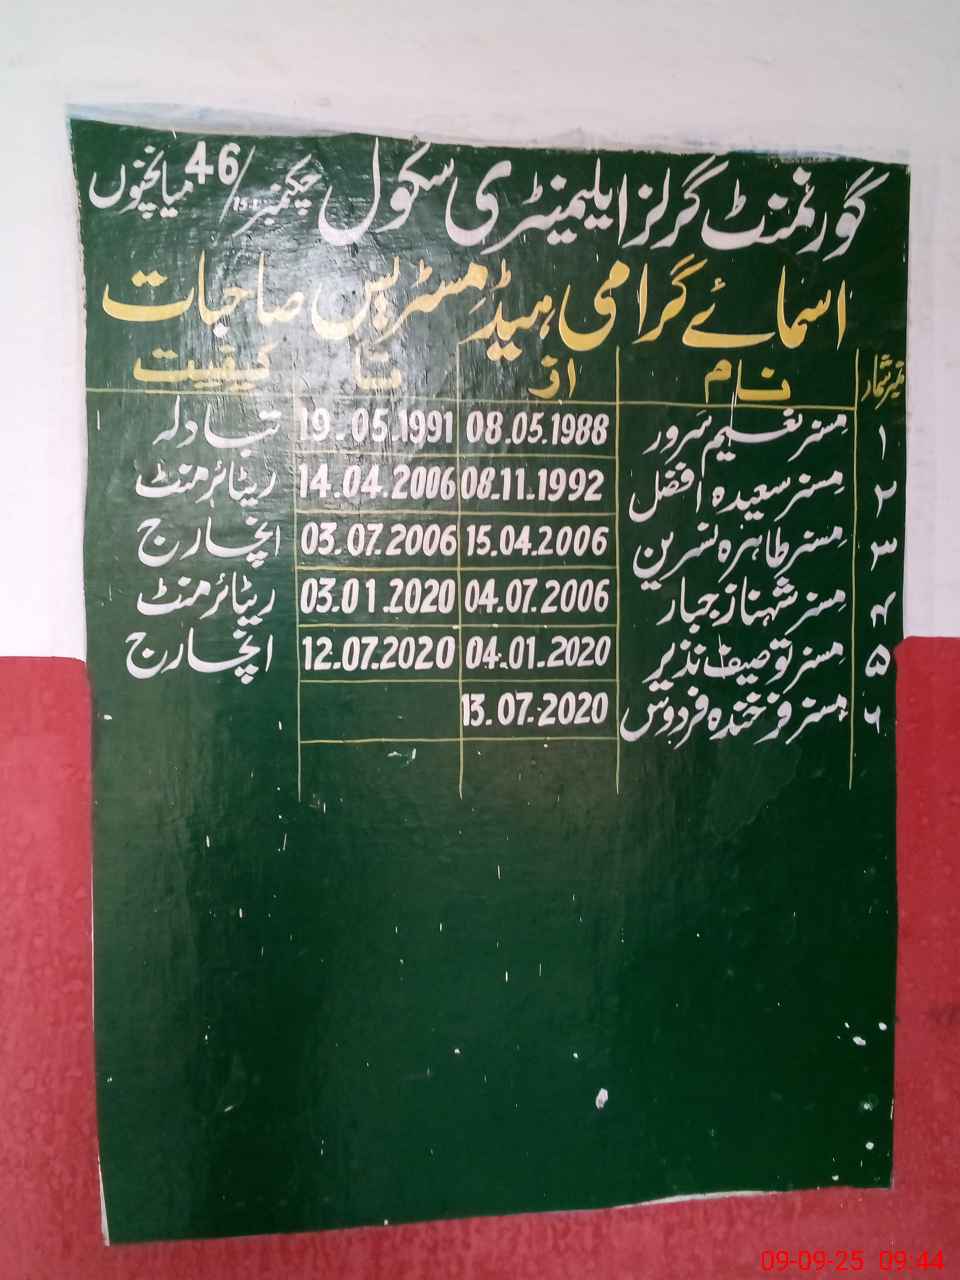 گورنمنٹ گرلز ایلیمنٹری سکول چکنمبر 46/15.L میانچنوں
اسمائے گرامی ہیڈ مسٹریس صاحبات
نمبر شمار نام از تا کیفیت
۱ مسز نعیم سرور 08.05.1988 19.05.1991 تبادلہ
۲ مسز سعیدہ افضل 08.11.1992 14.04.2006 ریٹائرمنٹ
۳ مسز طاہرہ نسرین 15.04.2006 03.07.2006 انچارج
۴ مسز شہناز جبار 04.07.2006 03.01.2020 ریٹائرمنٹ
۵ مسز توصیف نذیر 04.01.2020 12.07.2020 انچارج
۶ مسز فرخندہ فردوس 13.07.2020
09-09-25 09:44